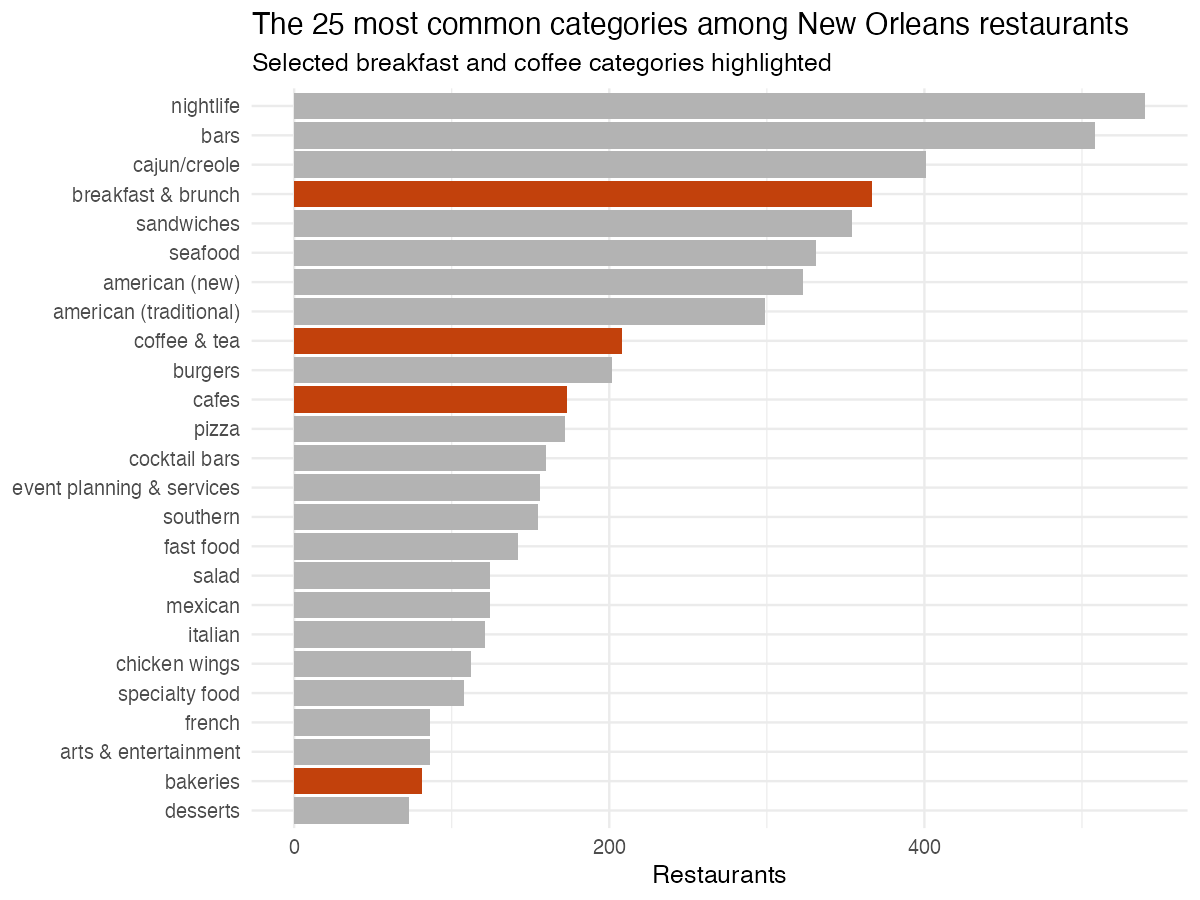 The 25 most common categories among New Orleans restaurants
Selected breakfast and coffee categories highlighted
nightlife
bars
cajun/creole
breakfast & brunch
sandwiches
seafood
american (new)
american (traditional)
coffee & tea
burgers
cafes
pizza
cocktail bars
event planning & services
southern
fast food
salad
mexican
italian
chicken wings
specialty food
french
arts & entertainment
bakeries
desserts
0 200 400
Restaurants